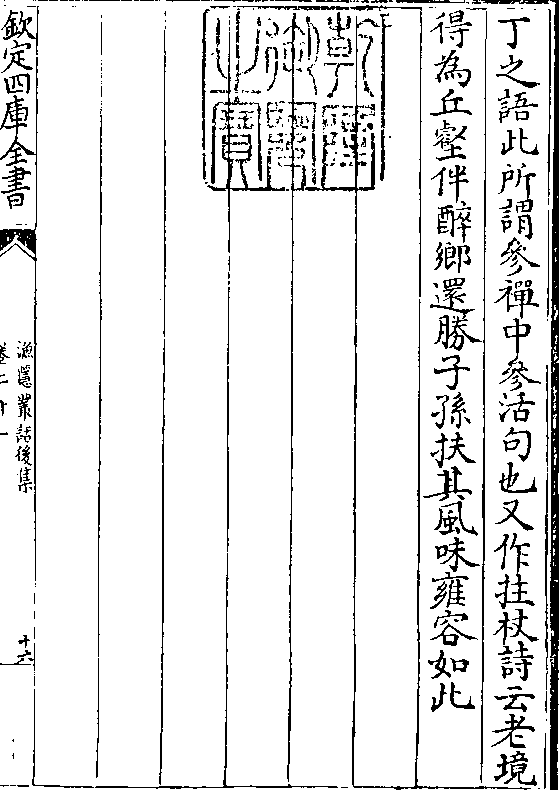 丁之語此所謂參禪中參活句也又作拄杖詩云老境
得為丘壑伴醉鄉還勝子孫扶其風味雍容如此
乾隆御覽之寶
欽定四庫全書
漁隱叢話後集
卷二十一
十六